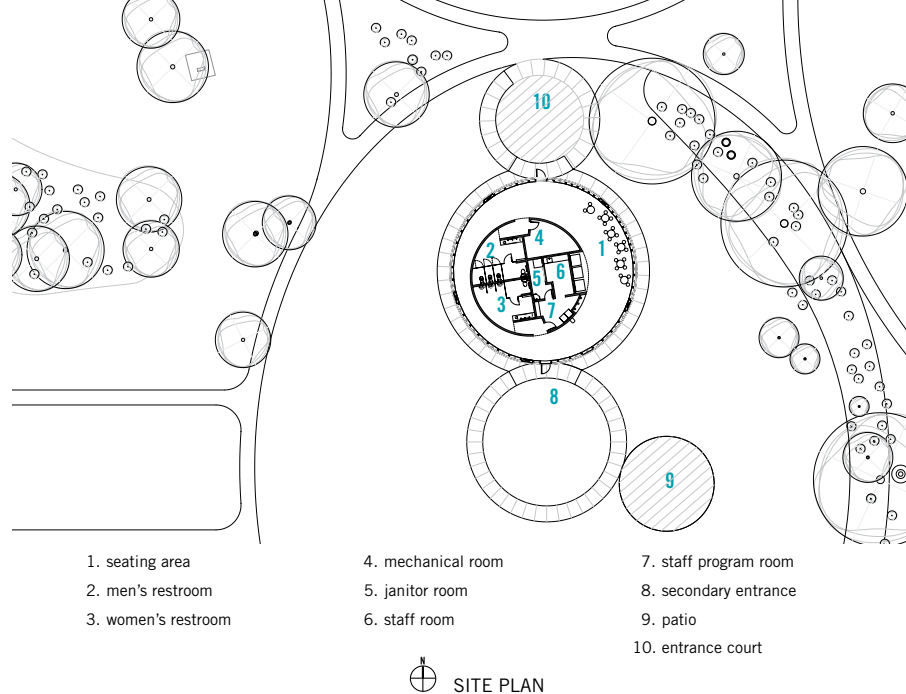 10
1
4
2
5
6
3
7
8
9
1. seating area
2. men's restroom
3. women's restroom
4. mechanical room
5. janitor room
6. staff room
7. staff program room
8. secondary entrance
9. patio
10. entrance court
N
SITE PLAN